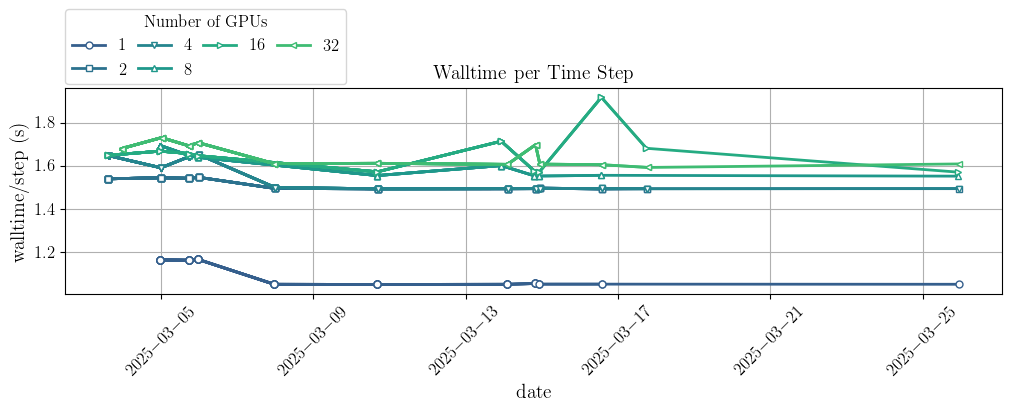 Number of GPUs
1 4 16 32
2 8
Walltime per Time Step
walltime/step (s)
1.8
1.6
1.4
1.2
2025−03−05 2025−03−09 2025−03−13 2025−03−17 2025−03−21 2025−03−25
date